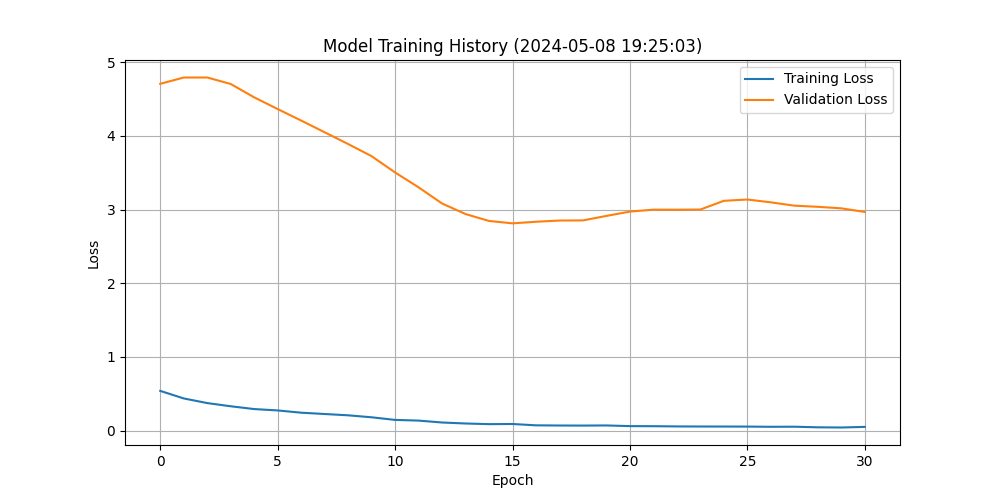 Model Training History (2024-05-08 19:25:03)
Training Loss
Validation Loss
5
4
3
2
1
0
Loss
0 5 10 15 20 25 30
Epoch